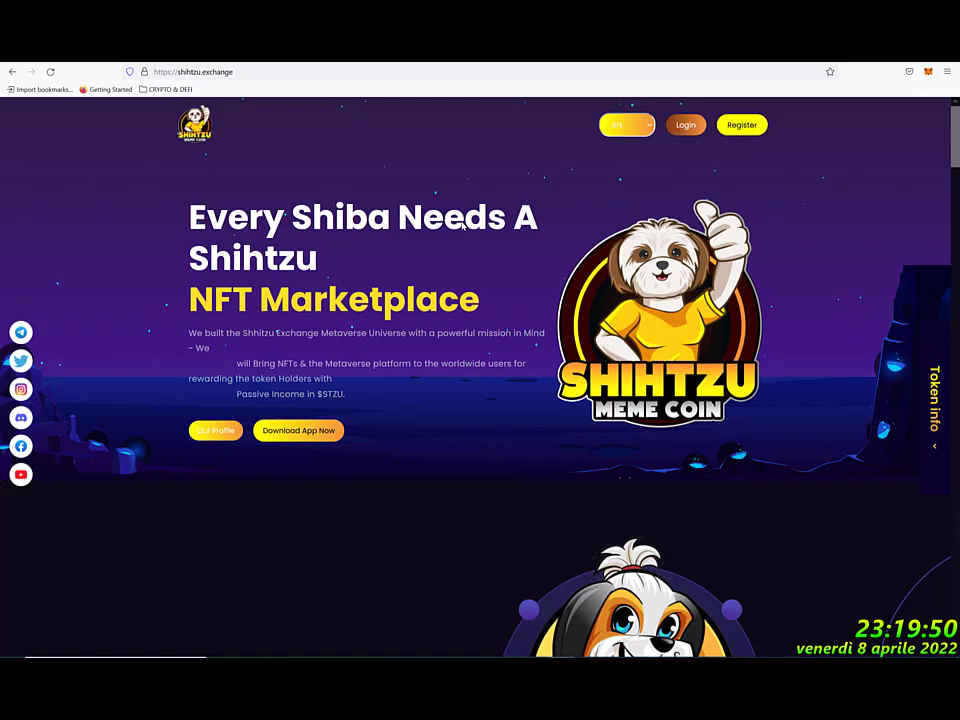 https://shihtzu.exchange
Import bookmarks...
Getting Started
CRYPTO & DEFI
SHIHTZU
MEME COIN
EN
Login
Register
Every Shiba Needs A
Shihtzu
NFT Marketplace
We built the Shhitzu Exchange Metaverse Universe with a powerful mission in Mind
- We
will Bring NFTs & the Metaverse platform to the worldwide users for
rewarding the token Holders with
Passive Income in $STZU.
Our Profile
Download App Now
SHIHTZU
MEME COIN
Token info
23:19:50
venerdì 8 aprile 2022